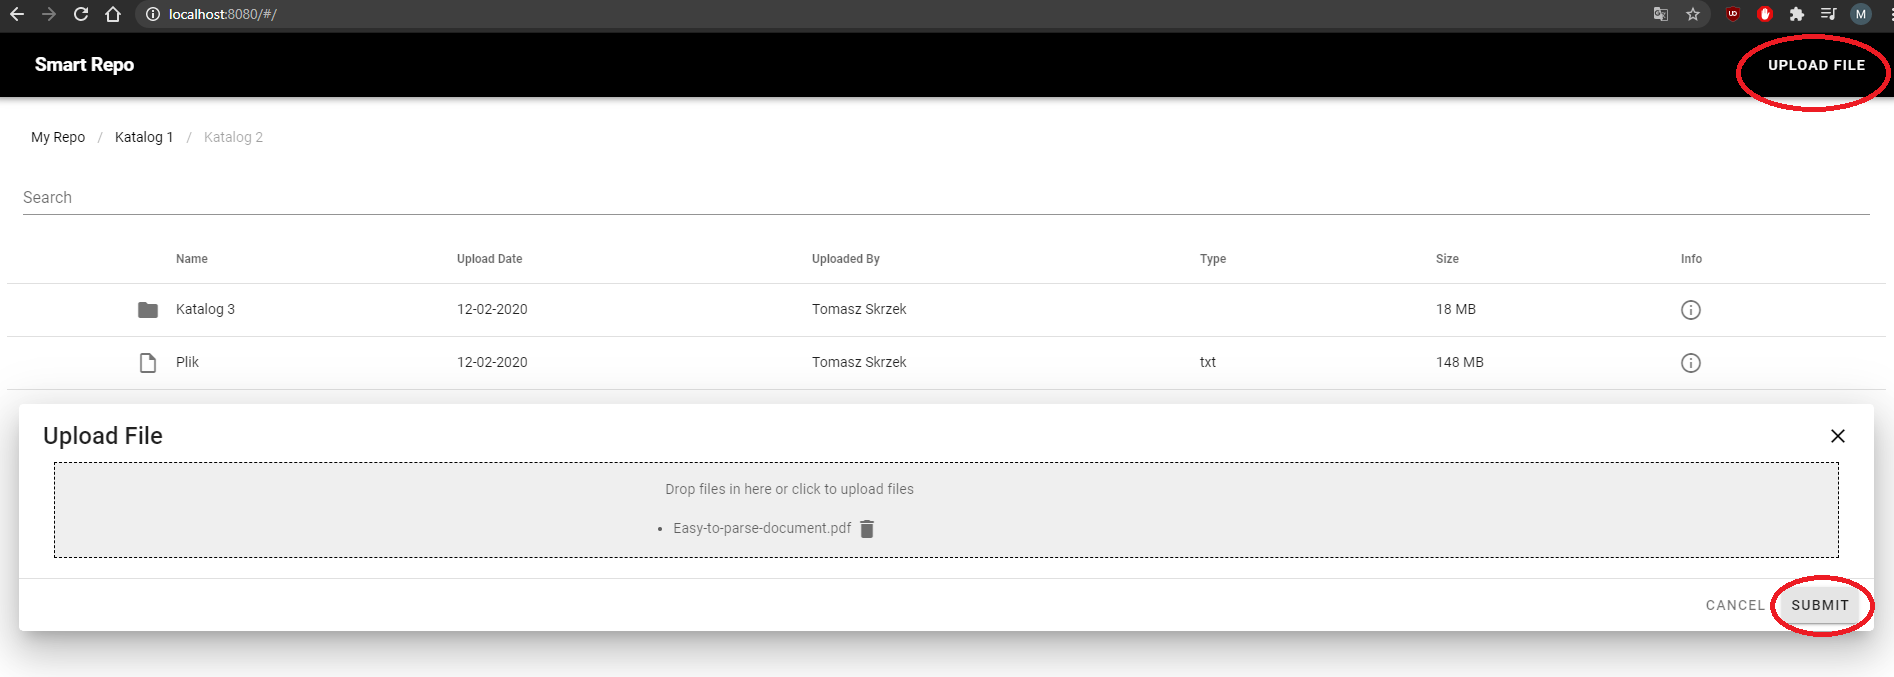 localhost:8080/#/
M
Smart Repo
UPLOAD FILE
My Repo / Katalog 1 / Katalog 2
Search
Name Upload Date Uploaded By Type Size Info
Katalog 3 12-02-2020 Tomasz Skrzek 18 MB
Plik 12-02-2020 Tomasz Skrzek txt 148 MB
Upload File
Drop files in here or click to upload files
• Easy-to-parse-document.pdf
CANCEL SUBMIT